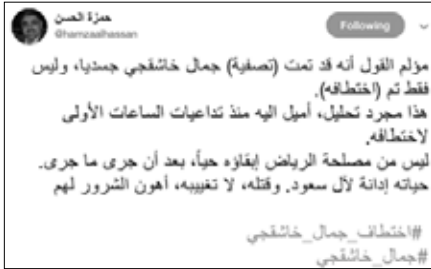 حمزة الحسن
@hamzaalhassan
Following
مؤلم القول أنه قد تمت (تصفية) جمال خاشقجي جسديا، وليس
فقط تم (اختطافه).
هذا مجرد تحليل، أميل اليه منذ تداعيات الساعات الأولى
لاختطافه.
ليس من مصلحة الرياض إبقاؤه حياً، بعد أن جرى ما جرى.
حياته إدانة لآل سعود. وقتله، لا تغييبه، أهون الشرور لهم
#اختطاف_جمال_خاشقجي
#جمال_خاشقجي